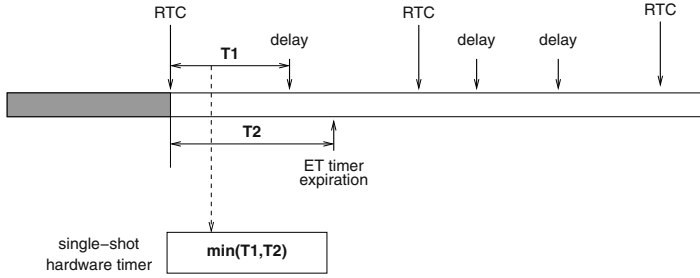 RTC
RTC
RTC
delay
delay
delay
T1
T2
ET timer
expiration
single−shot
hardware timer
min(T1,T2)